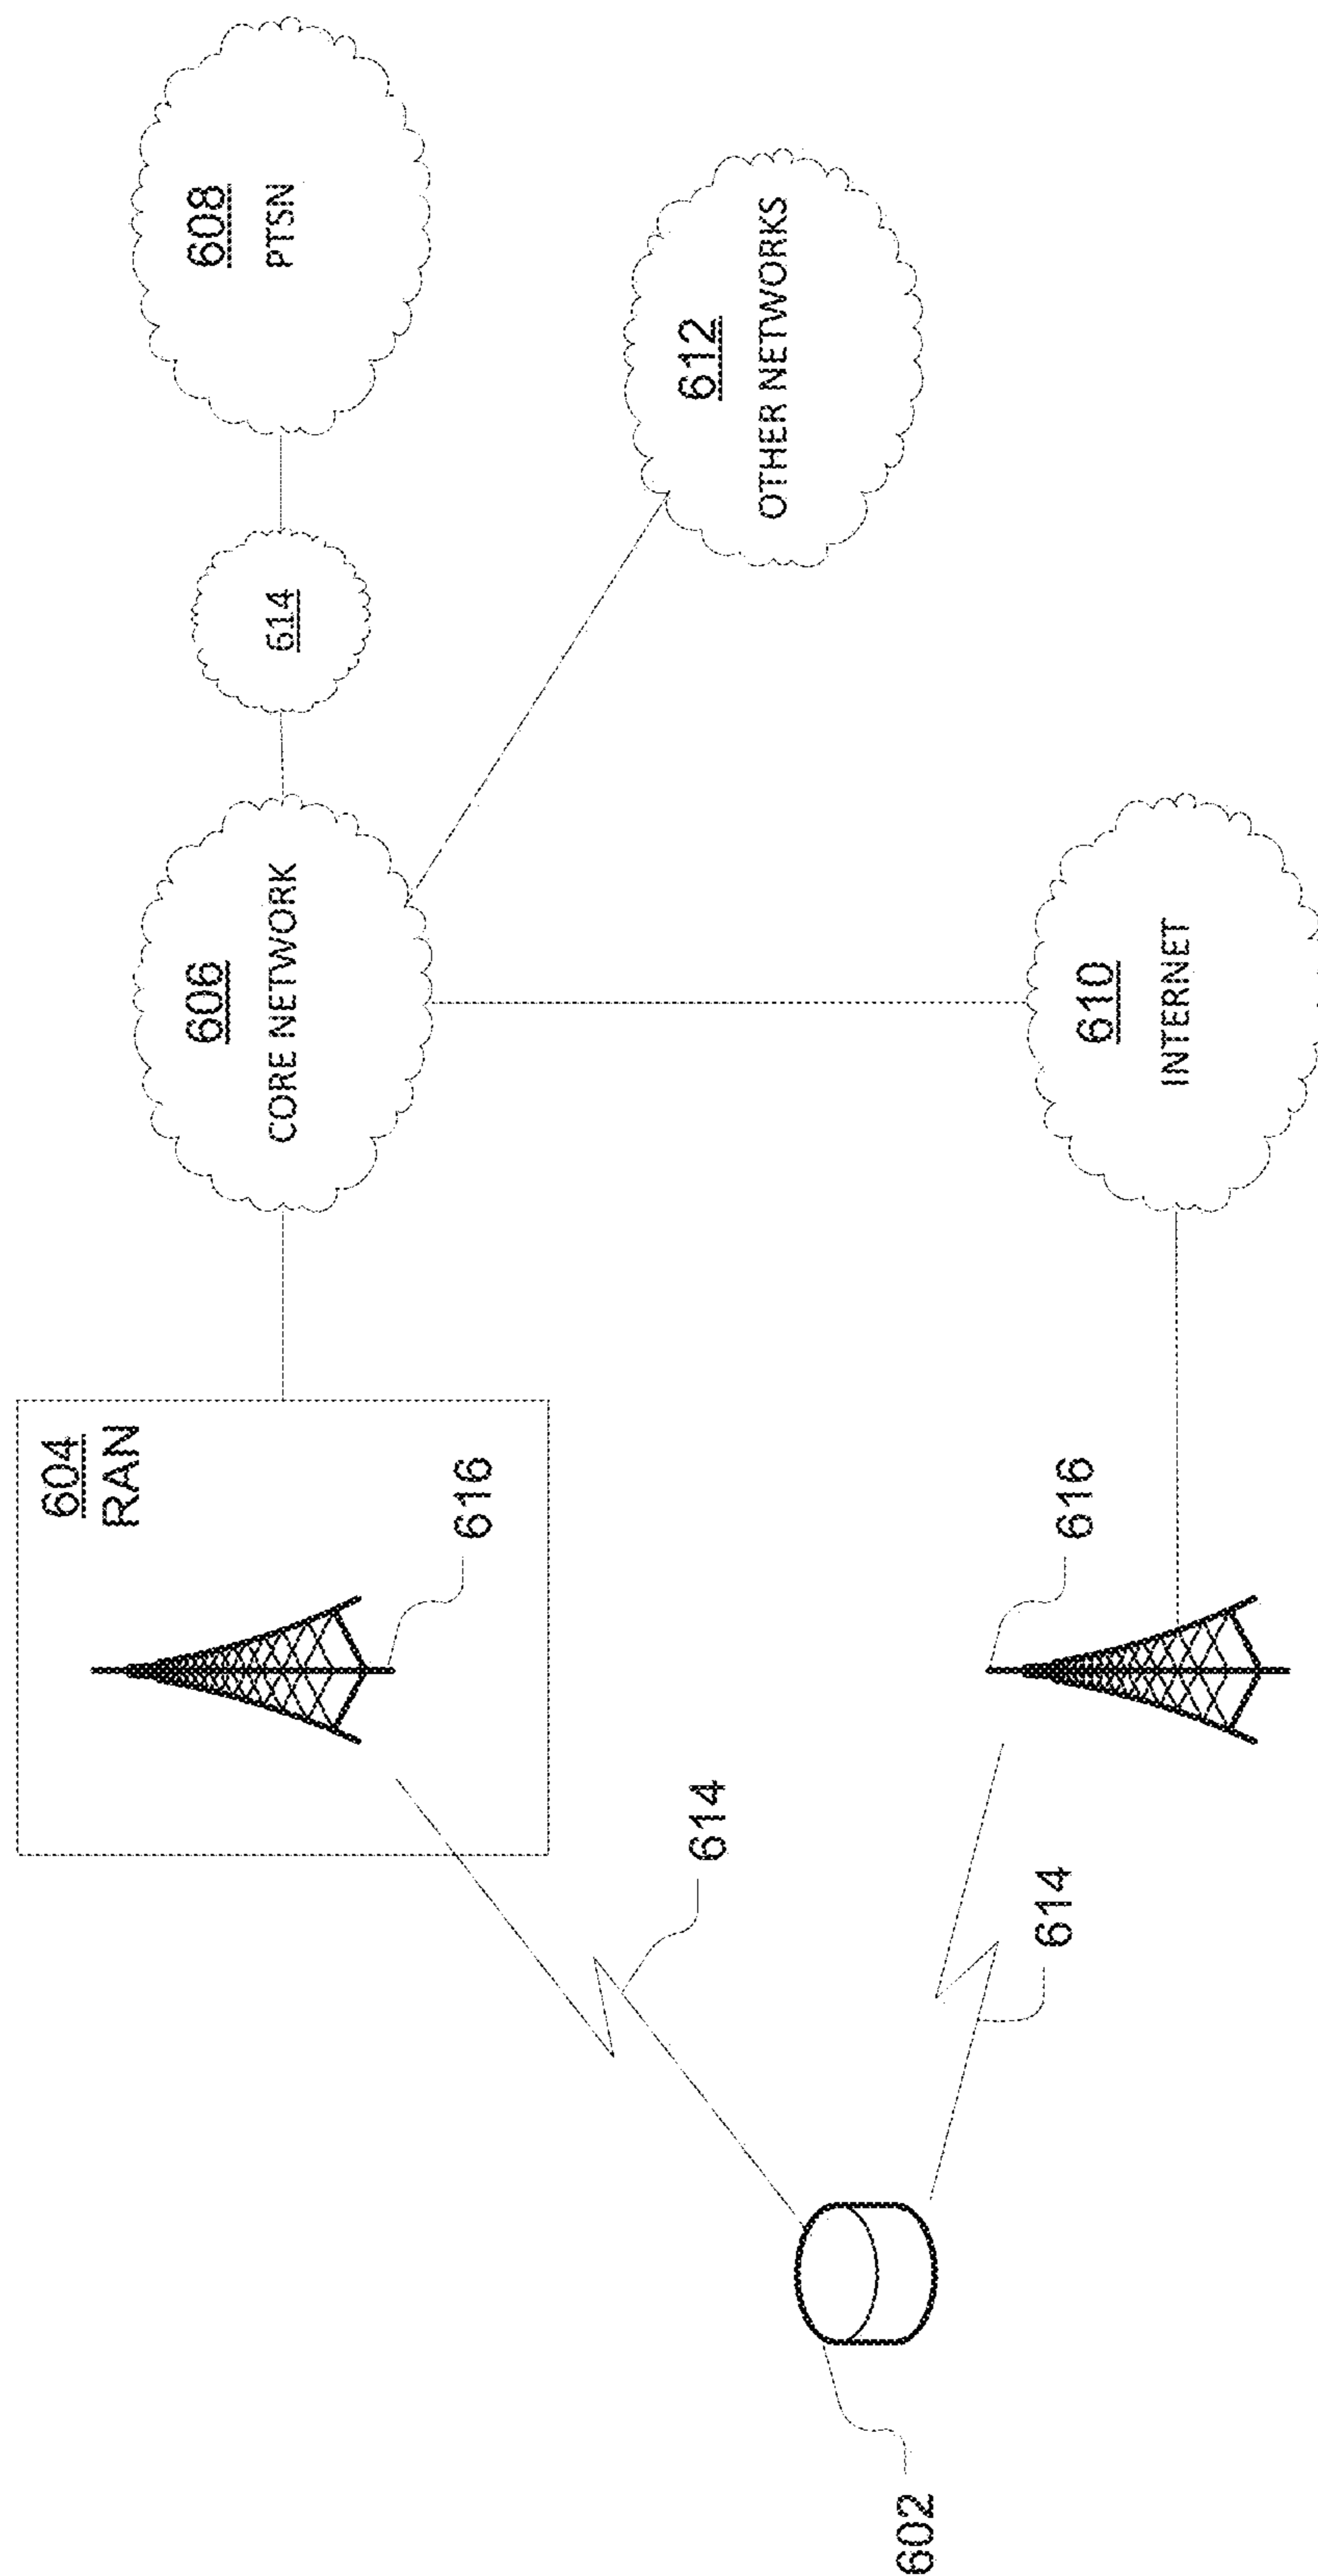 604
RAN
616
606
CORE NETWORK
614
608
PTSN
612
OTHER NETWORKS
614
602
616
614
610
INTERNET